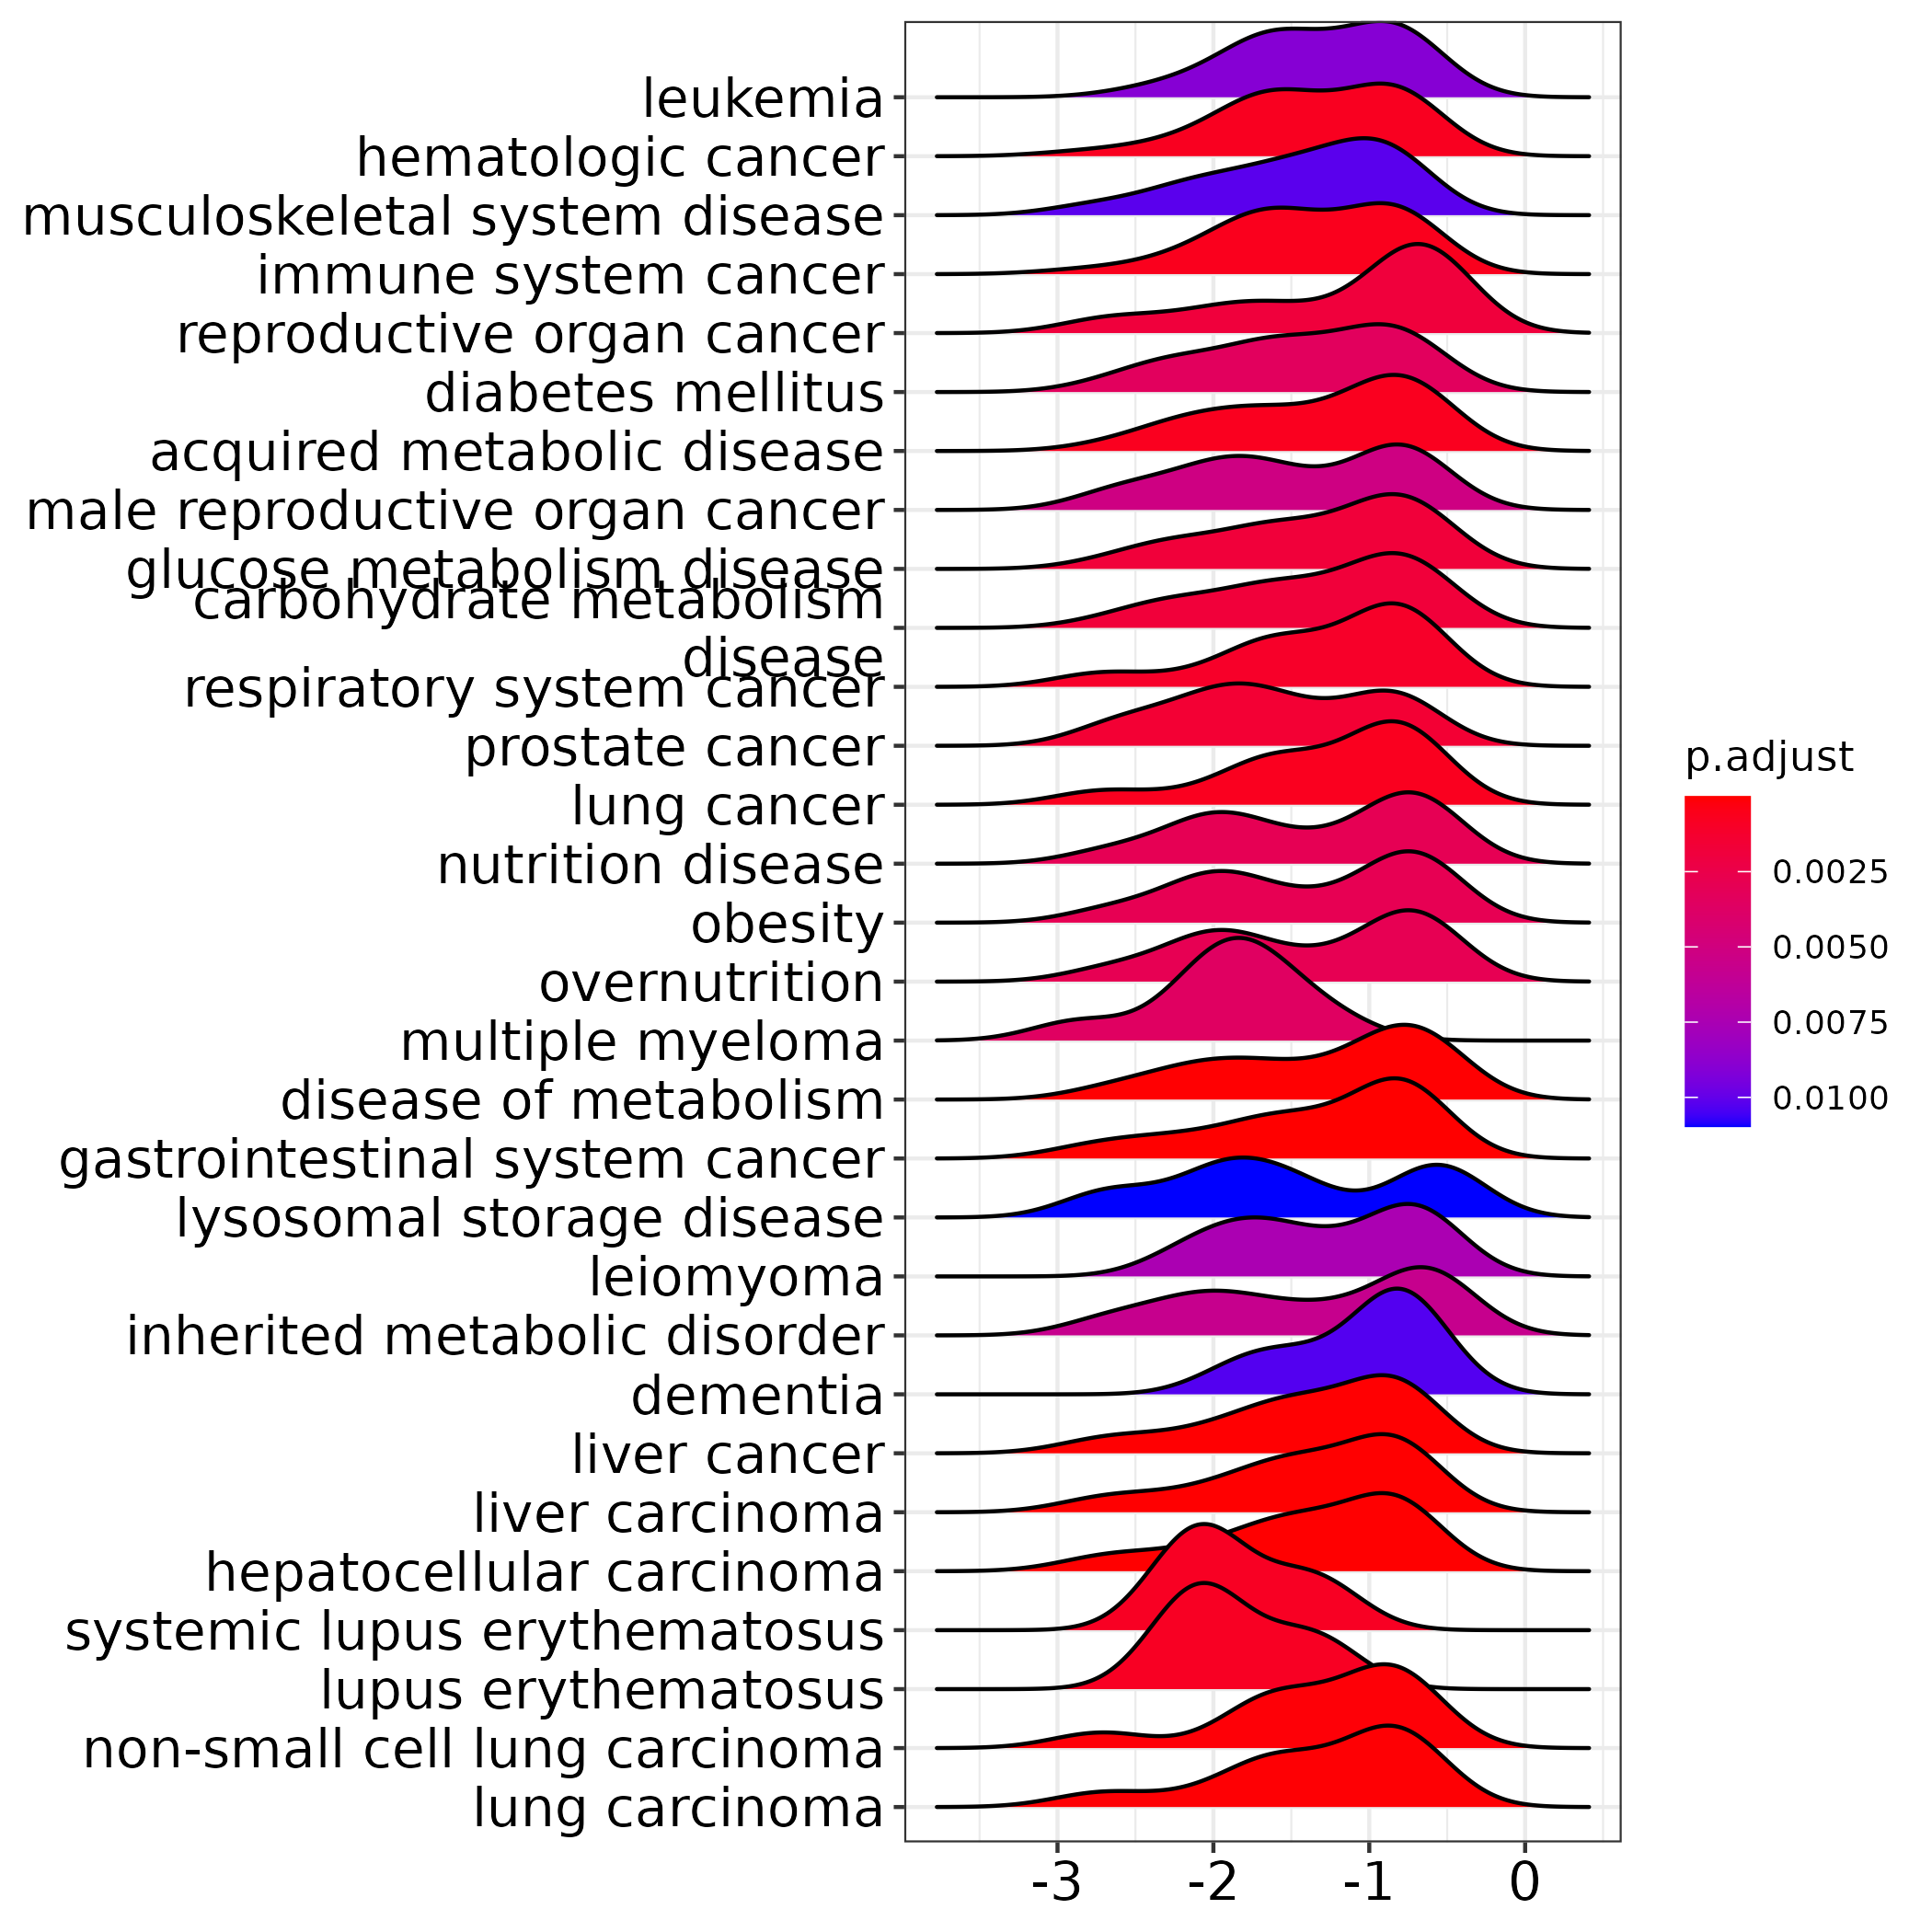 leukemia
hematologic cancer
musculoskeletal system disease
immune system cancer
reproductive organ cancer
diabetes mellitus
acquired metabolic disease
male reproductive organ cancer
glucose metabolism disease
carbohydrate metabolism
disease
respiratory system cancer
prostate cancer
lung cancer
nutrition disease
obesity
overnutrition
multiple myeloma
disease of metabolism
gastrointestinal system cancer
lysosomal storage disease
leiomyoma
inherited metabolic disorder
dementia
liver cancer
liver carcinoma
hepatocellular carcinoma
systemic lupus erythematosus
lupus erythematosus
non-small cell lung carcinoma
lung carcinoma
-3 -2 -1 0
p.adjust
0.0025
0.0050
0.0075
0.0100